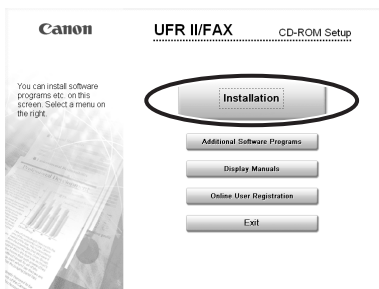 Canon
UFR II/FAX
CD-ROM Setup
You can install software
programs etc. on this
screen. Select a menu on
the right.
Installation
Additional Software Programs
Display Manuals
Online User Registration
Exit